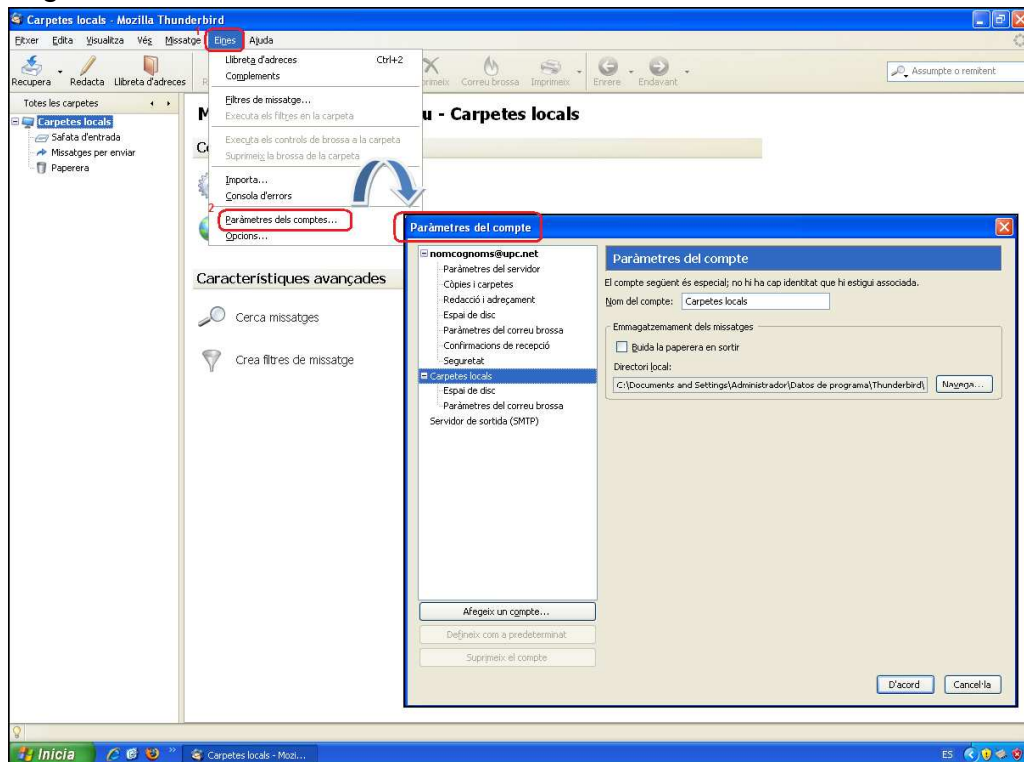 Carpetes locals - Mozilla Thunderbird
Fitxer Edita Visualitza Vés Missatge Eines Ajuda
1
Recupera Redacta Llibreta d'adreces
Correu brossa Imprimeix Enrere Endavant
Assumpte o remitent
Llibreta d'adreces Ctrl+2
Complements
Filtres de missatge...
Executa els filtres en la carpeta
Executa els controls de brossa a la carpeta
Suprimeix la brossa de la carpeta
Importa...
Consola d'errors
2
Paràmetres dels comptes...
Opcions...
Totes les carpetes
Carpetes locals
Safata d'entrada
Missatges per enviar
Paperera
u - Carpetes locals
Característiques avançades
Cerca missatges
Crea filtres de missatge
Paràmetres del compte
nomcognoms@upc.net
Paràmetres del servidor
Còpies i carpetes
Redacció i adreçament
Espai de disc
Paràmetres del correu brossa
Confirmacions de recepció
Seguretat
Carpetes locals
Espai de disc
Paràmetres del correu brossa
Servidor de sortida (SMTP)
Afegeix un compte...
Defineix com a predeterminat
Suprimeix el compte
Paràmetres del compte
El compte següent és especial; no hi ha cap identitat que hi estigui associada.
Nom del compte: Carpetes locals
Emmagatzemament dels missatges
Buida la paperera en sortir
Directori local:
C:\Documents and Settings\Administrador\Datos de programa\Thunderbird\ Navega...
D'acord Cancel·la
Inicia
Carpetes locals - Mozi...
ES